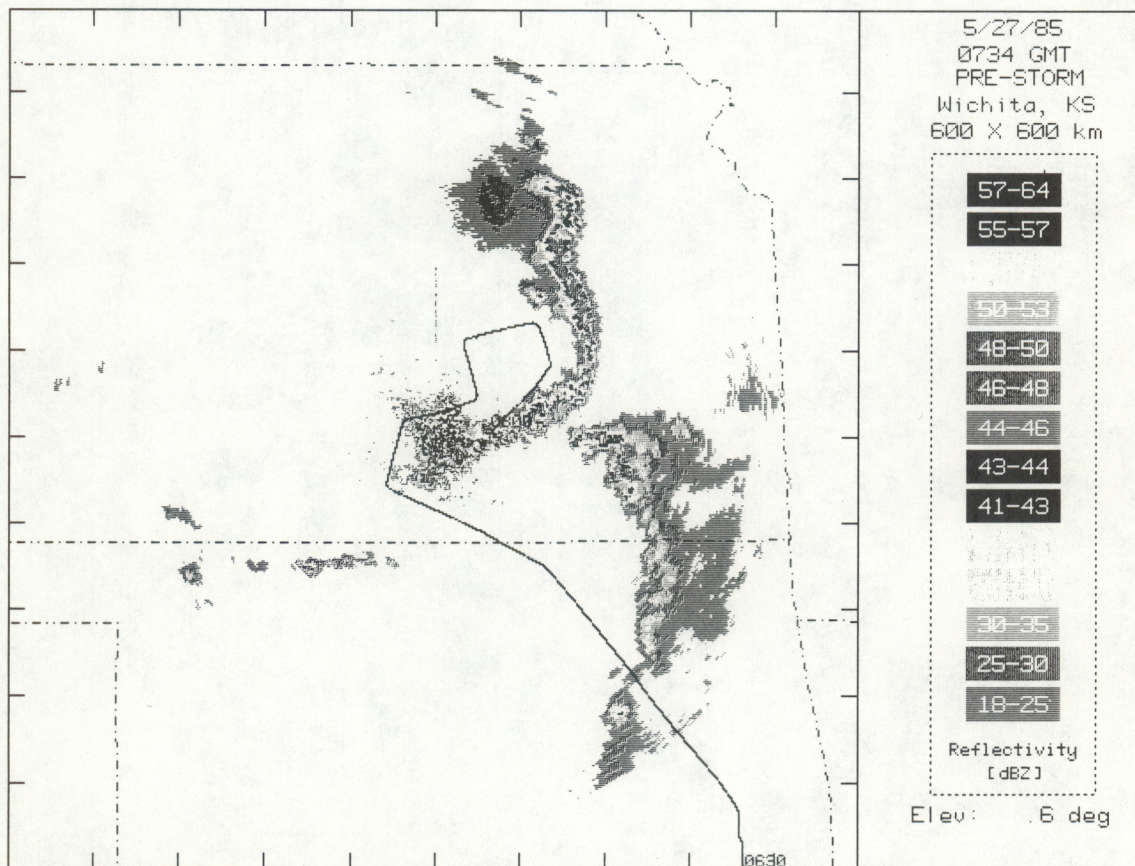 5/27/85
0734 GMT
PRE-STORM
Wichita, KS
600 X 600 km
57-64
55-57
50-53
48-50
46-48
44-46
43-44
41-43
30-35
25-30
18-25
Reflectivity
[dBZ]
Elev: .6 deg
0600
0630